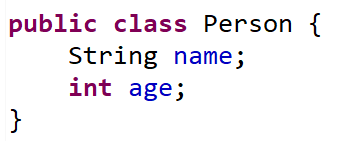 public class Person {
    String name;
    int age;
}